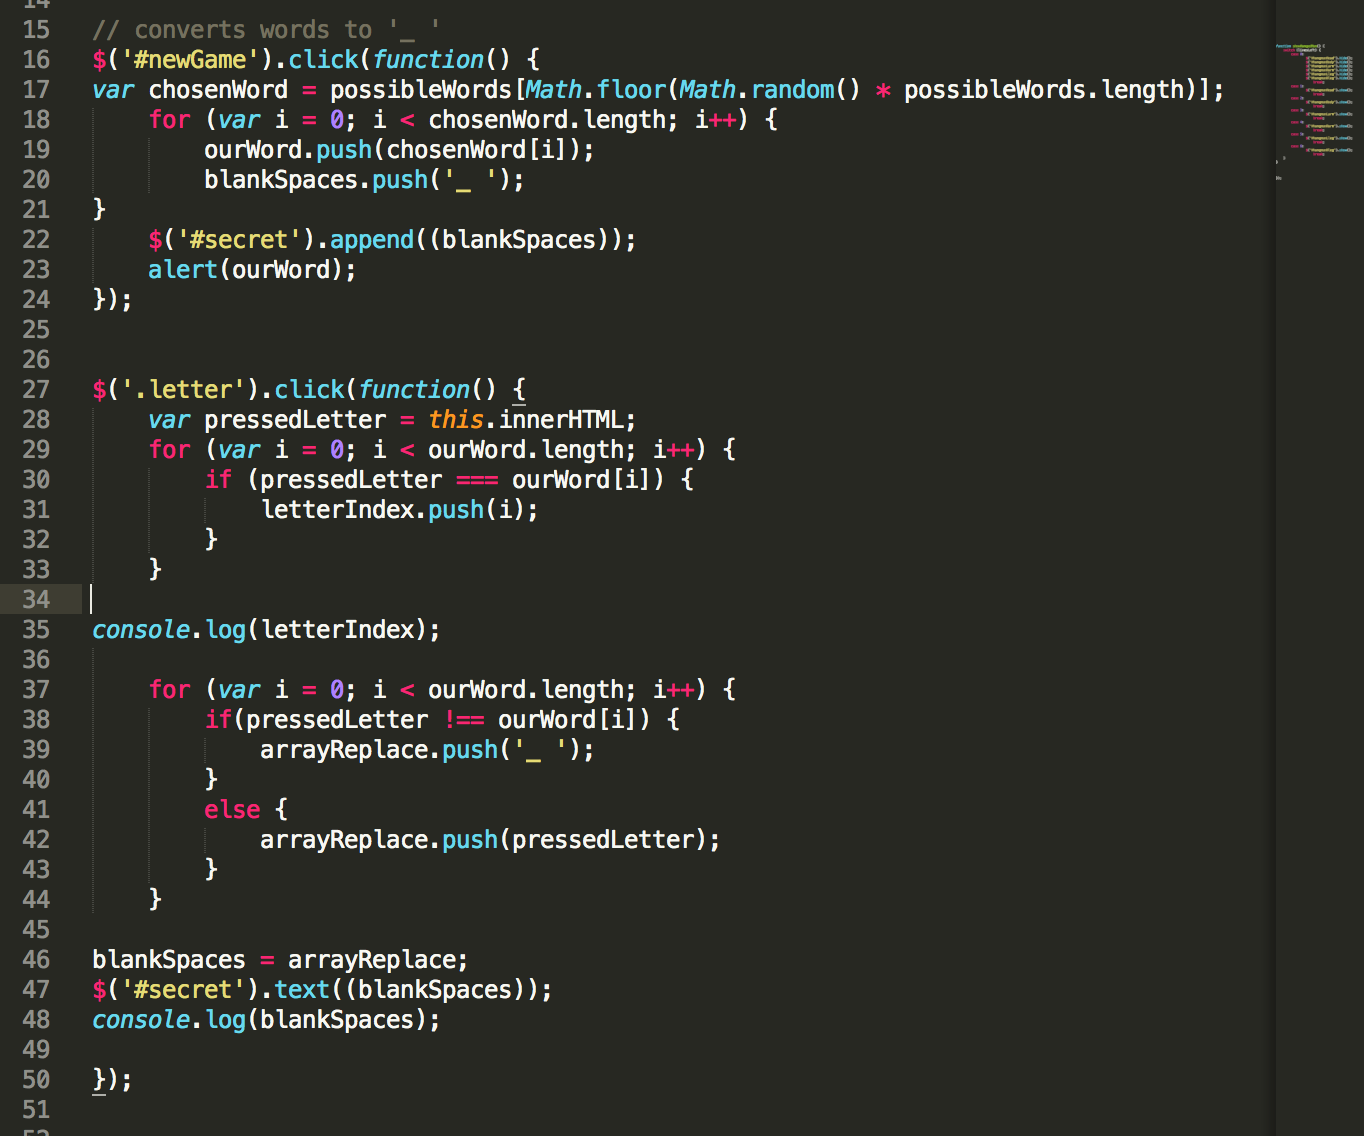 14
15 // converts words to '_ '
16 $('#newGame').click(function() {
17 var chosenWord = possibleWords[Math.floor(Math.random() * possibleWords.length)];
18     for (var i = 0; i < chosenWord.length; i++) {
19         ourWord.push(chosenWord[i]);
20         blankSpaces.push('_ ');
21 }
22     $('#secret').append((blankSpaces));
23     alert(ourWord);
24 });
25
26
27 $('.letter').click(function() {
28     var pressedLetter = this.innerHTML;
29     for (var i = 0; i < ourWord.length; i++) {
30         if (pressedLetter === ourWord[i]) {
31             letterIndex.push(i);
32         }
33     }
34
35 console.log(letterIndex);
36
37     for (var i = 0; i < ourWord.length; i++) {
38         if(pressedLetter !== ourWord[i]) {
39             arrayReplace.push('_ ');
40         }
41         else {
42             arrayReplace.push(pressedLetter);
43         }
44     }
45
46 blankSpaces = arrayReplace;
47 $('#secret').text((blankSpaces));
48 console.log(blankSpaces);
49
50 });
51
52